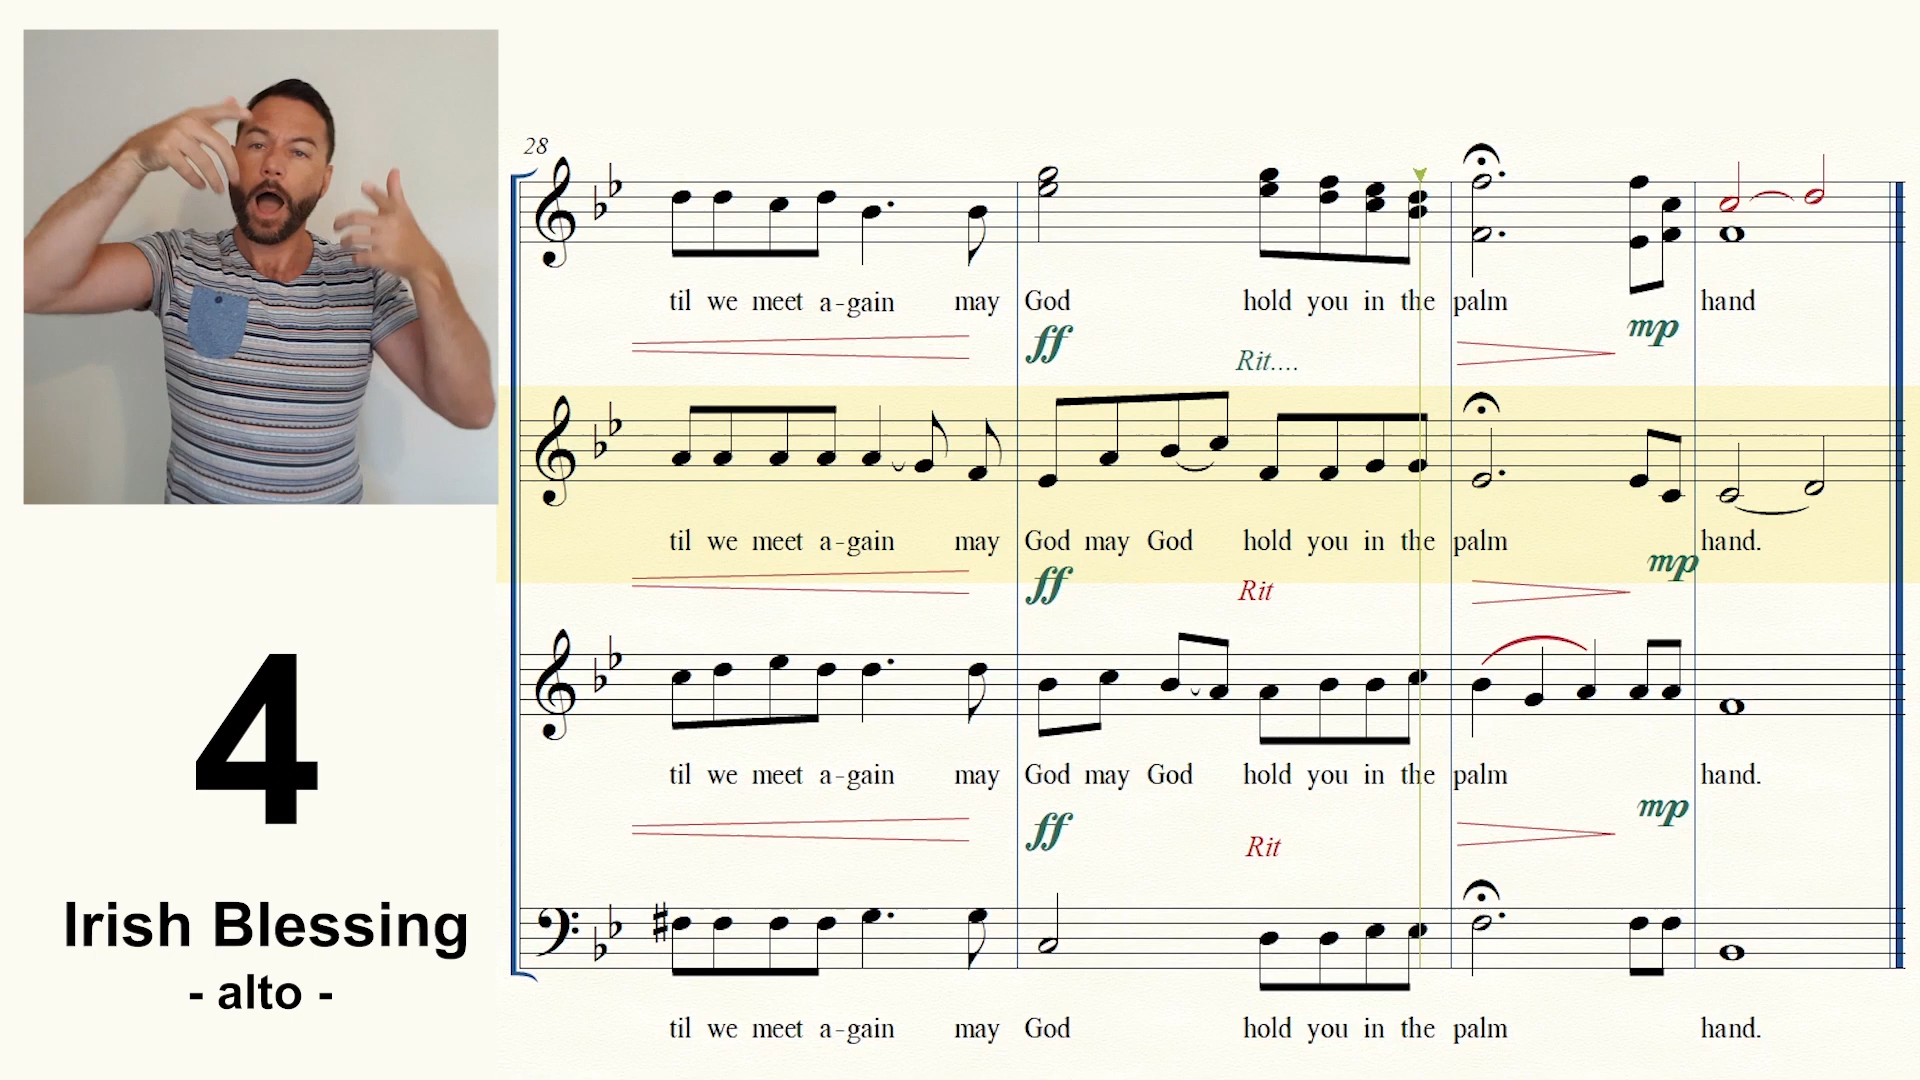 28
til we meet a-gain may God hold you in the palm hand
ff Rit.... mp
til we meet a-gain may God may God hold you in the palm hand.
ff Rit mp
til we meet a-gain may God may God hold you in the palm hand.
ff Rit mp
til we meet a-gain may God hold you in the palm hand.
4
Irish Blessing
- alto -